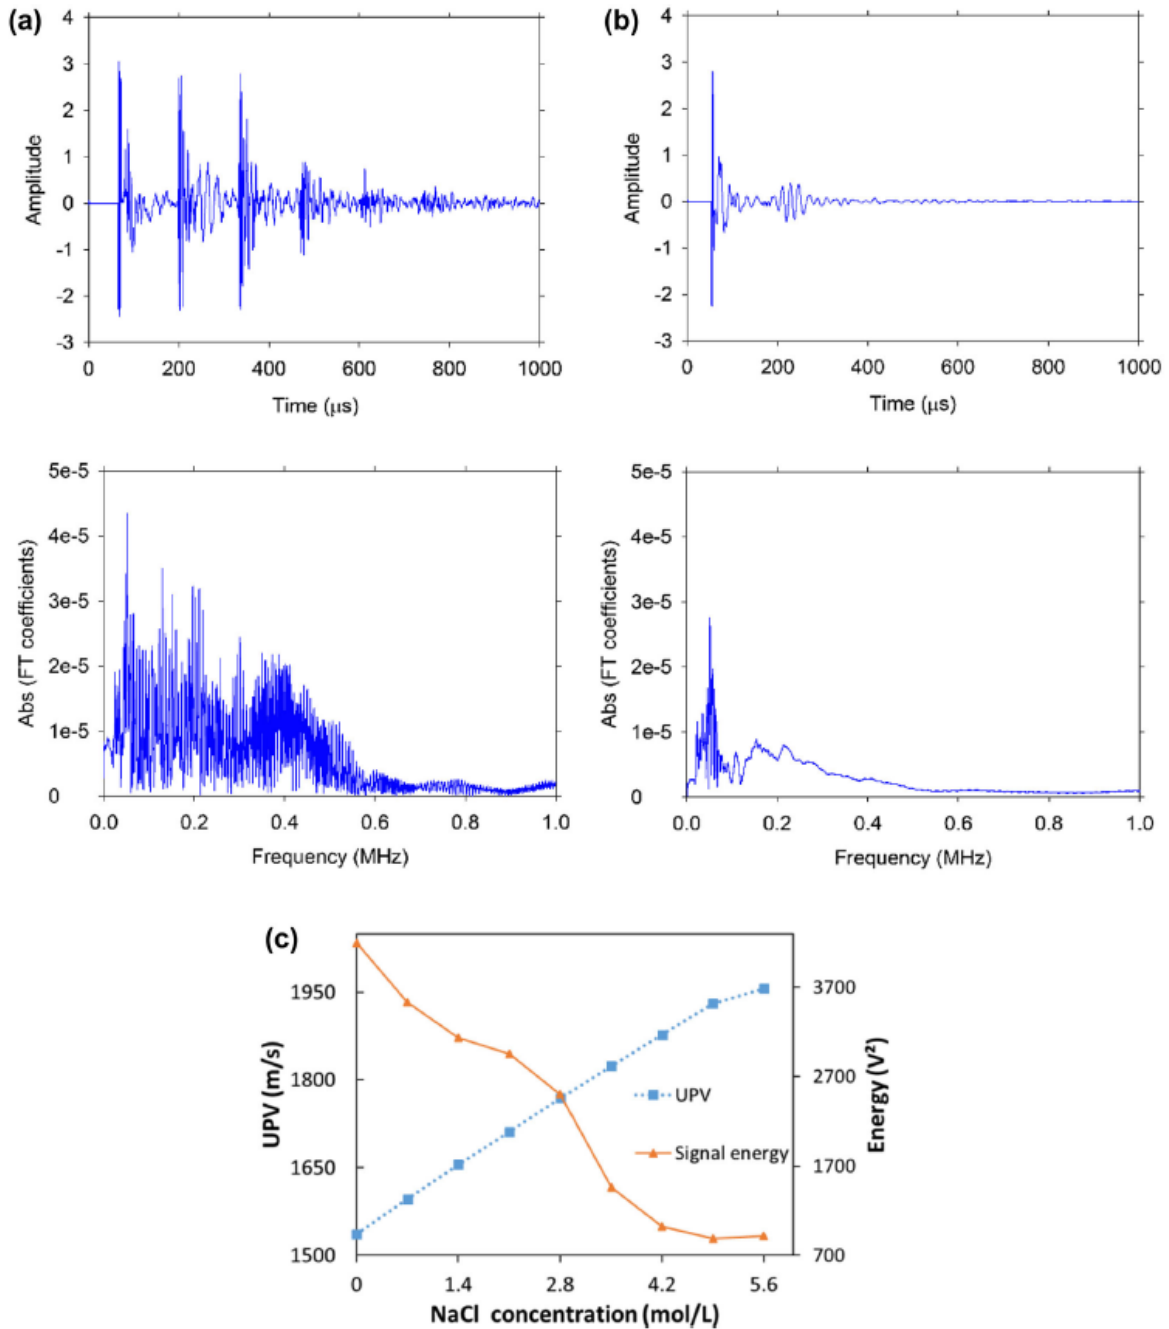 (a)
4
3
2
1
0
-1
-2
-3
Amplitude
0 200 400 600 800 1000
Time (μs)
(b)
4
3
2
1
0
-1
-2
-3
Amplitude
0 200 400 600 800 1000
Time (μs)
5e-5
4e-5
3e-5
2e-5
1e-5
0
Abs (FT coefficients)
0.0 0.2 0.4 0.6 0.8 1.0
Frequency (MHz)
5e-5
4e-5
3e-5
2e-5
1e-5
0
Abs (FT coefficients)
0.0 0.2 0.4 0.6 0.8 1.0
Frequency (MHz)
(c)
1950
1800
1650
1500
UPV (m/s)
3700
2700
1700
700
Energy (V²)
UPV
Signal energy
0 1.4 2.8 4.2 5.6
NaCl concentration (mol/L)